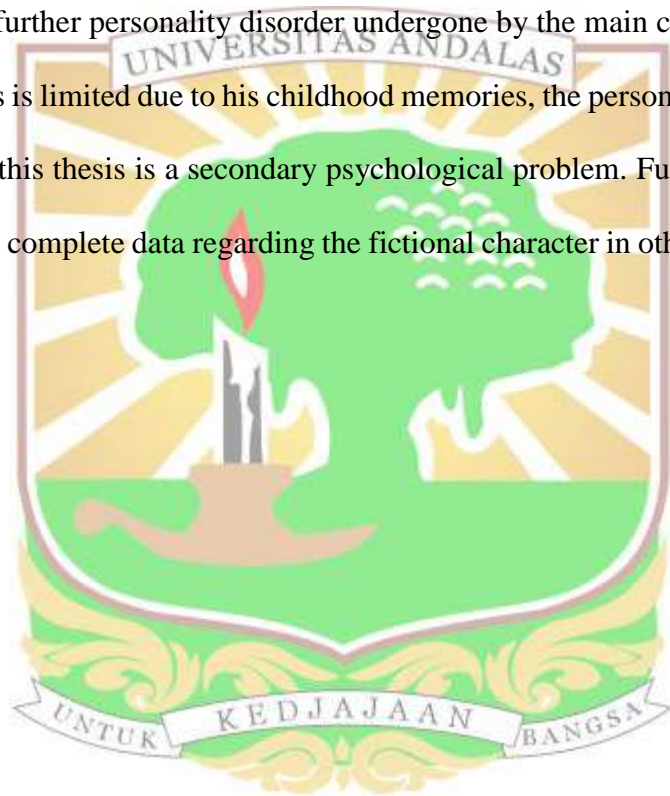 further personality disorder undergone by the main c
UNIVERSITAS ANDALAS
s is limited due to his childhood memories, the person
this thesis is a secondary psychological problem. Fu
complete data regarding the fictional character in oth
UNTUK KEDJAJAAN BANGSA